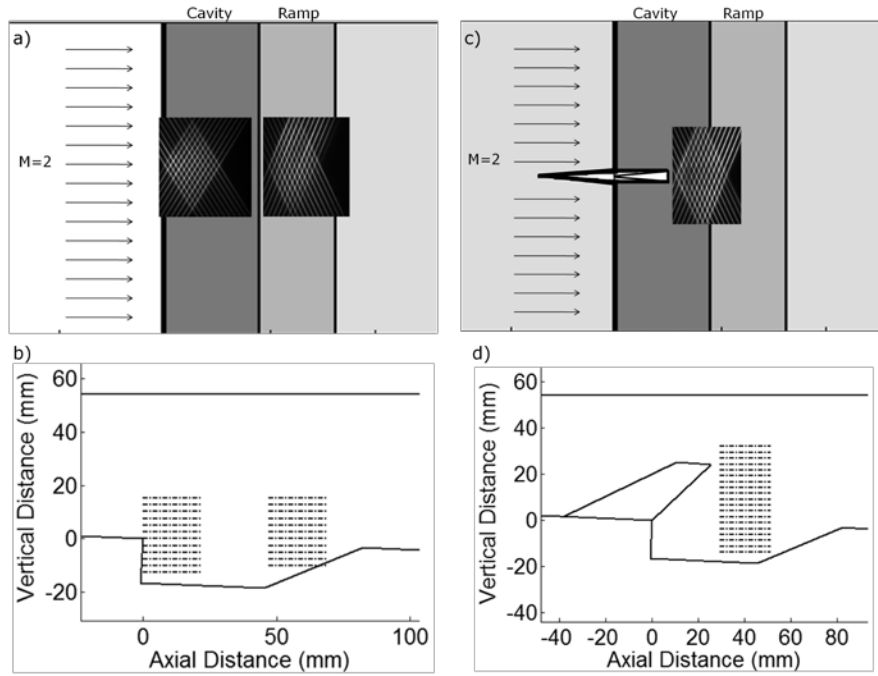 a)
Cavity
Ramp
M=2
c)
Cavity
Ramp
M=2
b)
60
40
20
0
-20
Vertical Distance (mm)
0
50
100
Axial Distance (mm)
d)
60
40
20
0
-20
-40
Vertical Distance (mm)
-40
-20
0
20
40
60
80
Axial Distance (mm)